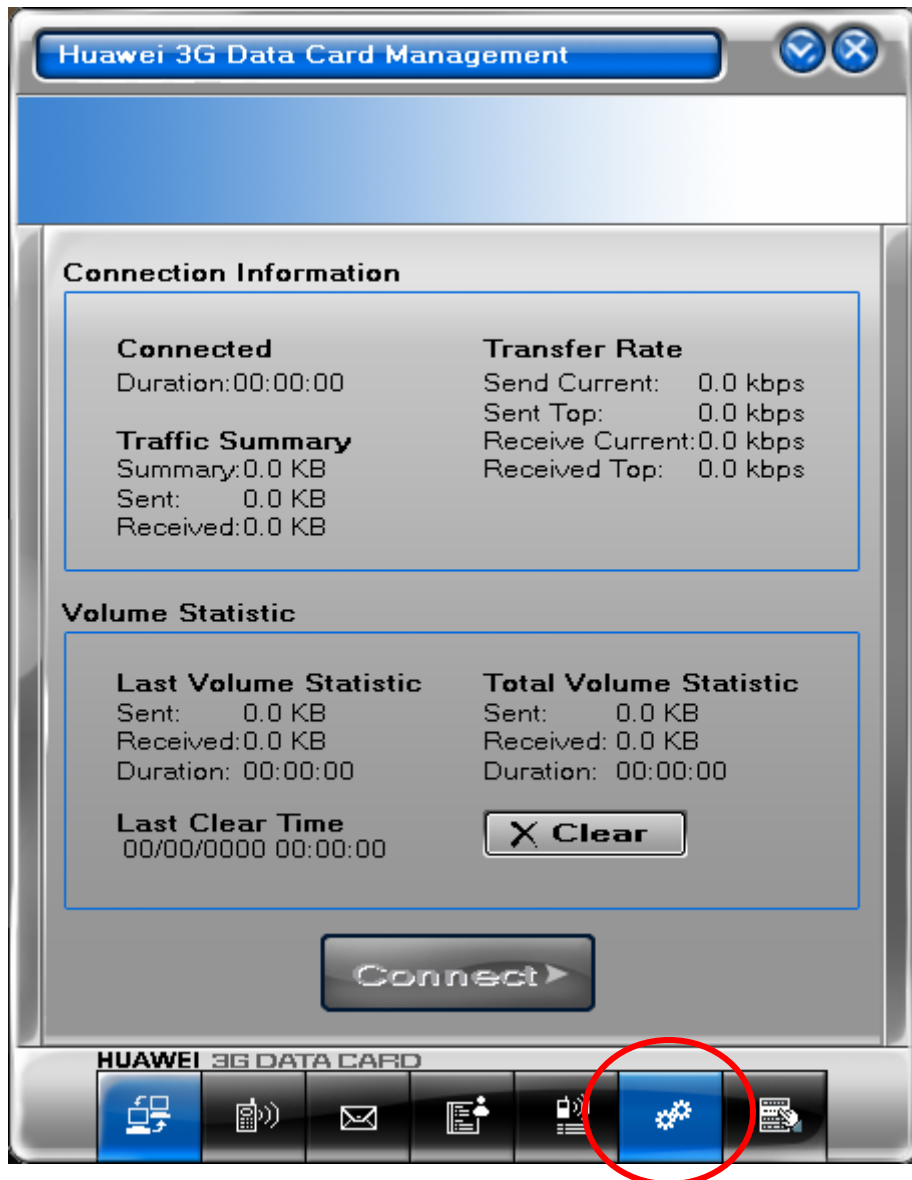 Huawei 3G Data Card Management
Connection Information
Connected
Duration:00:00:00
Traffic Summary
Summary:0.0 KB
Sent: 0.0 KB
Received:0.0 KB
Transfer Rate
Send Current: 0.0 kbps
Sent Top: 0.0 kbps
Receive Current:0.0 kbps
Received Top: 0.0 kbps
Volume Statistic
Last Volume Statistic
Sent: 0.0 KB
Received:0.0 KB
Duration: 00:00:00
Last Clear Time
00/00/0000 00:00:00
Total Volume Statistic
Sent: 0.0 KB
Received: 0.0 KB
Duration: 00:00:00
X Clear
Connect
HUAWEI 3G DATA CARD